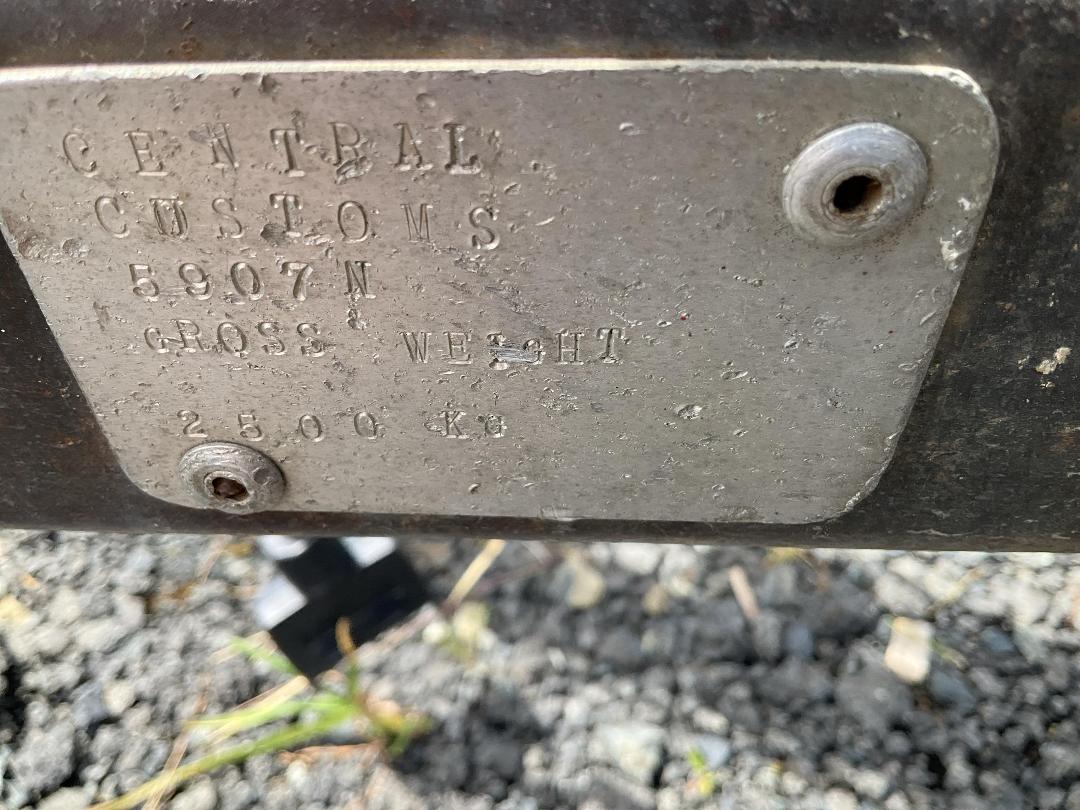 CENTRAL
CUSTOMS
5907N
GROSS WEIGHT
2500 KG